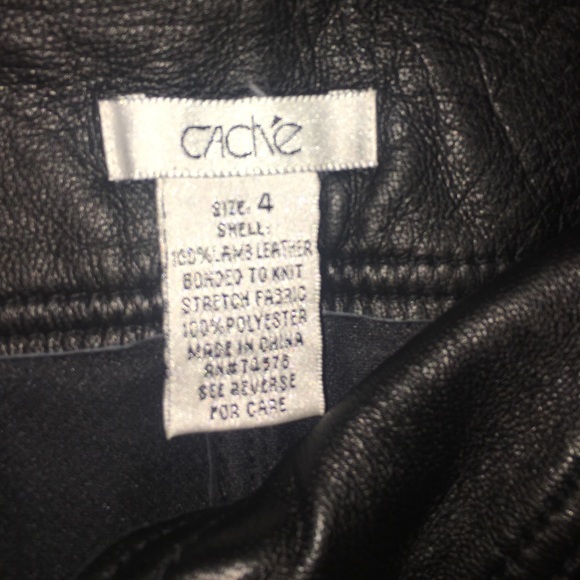 CACHÉ
SIZE: 4
SHELL:
100% LAMB LEATHER
BONDED TO KNIT
STRETCH FABRIC
100% POLYESTER
MADE IN CHINA
SEE REVERSE
FOR CARE